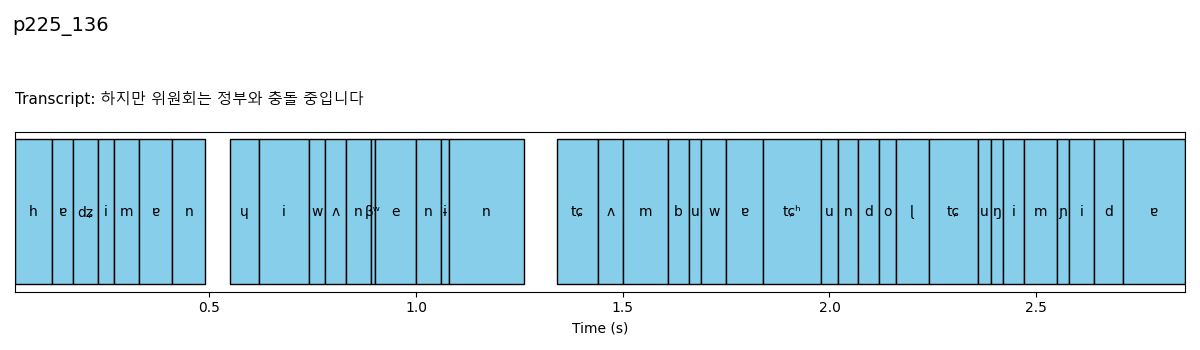 p225_136
Transcript: 하지만 위원회는 정부와 충돌 중입니다
h ɐ dʑ i m ɐ n ɥ i w ʌ n βʷ e n ɨ n tɕ ʌ m b u w ɐ tɕʰ u n d o ɭ tɕ u ŋ i m ɲ i d ɐ
0.5 1.0 1.5 2.0 2.5
Time (s)